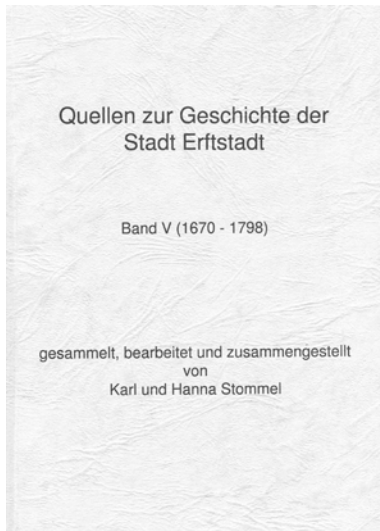 Quellen zur Geschichte der
Stadt Erftstadt
Band V (1670 - 1798)
gesammelt, bearbeitet und zusammengestellt
von
Karl und Hanna Stommel